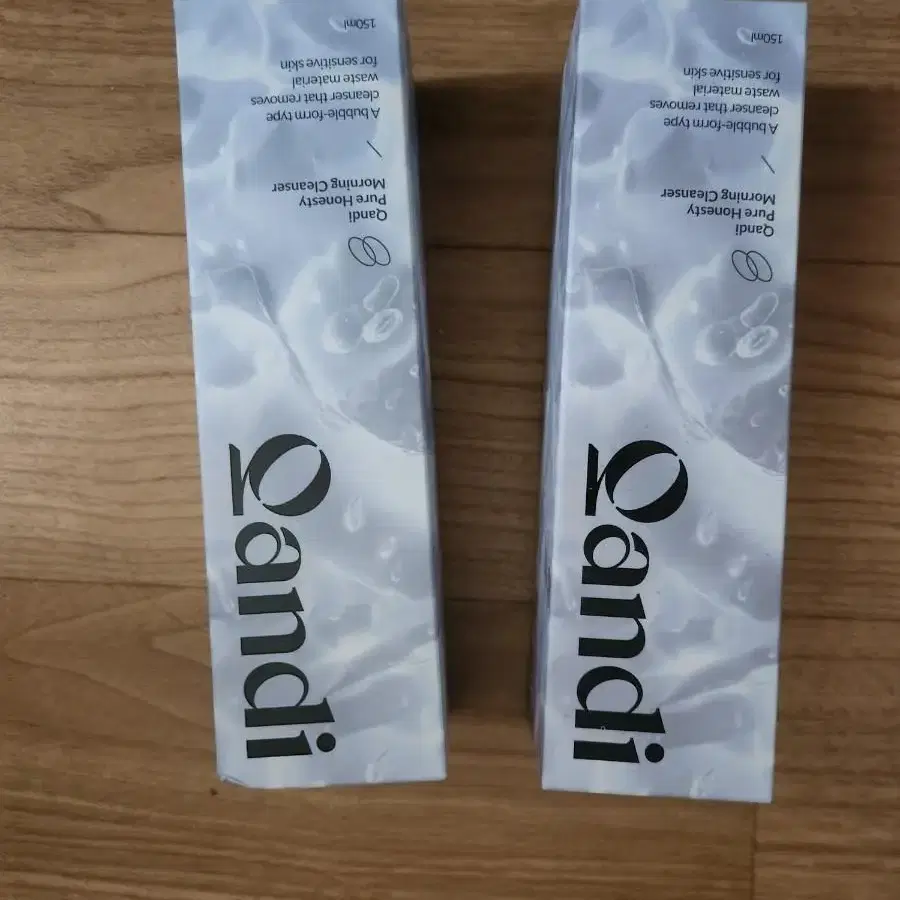 Qandi
Qandi
Pure Honesty
Morning Cleanser
/
A bubble-form type
cleanser that removes
waste material
for sensitive skin
150ml
Qandi
Qandi
Pure Honesty
Morning Cleanser
/
A bubble-form type
cleanser that removes
waste material
for sensitive skin
150ml